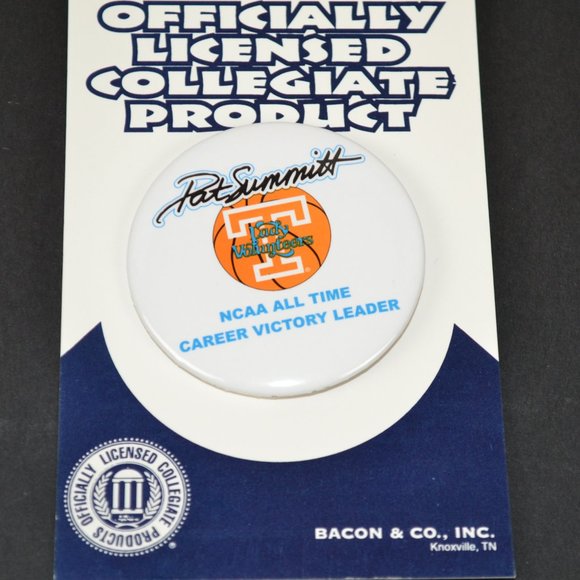 OFFICIALLY
LICENSED
COLLEGIATE
PRODUCT
Pat Summitt
T
Lady
Volunteers
®
NCAA ALL TIME
CAREER VICTORY LEADER
OFFICIALLY LICENSED COLLEGIATE PRODUCTS
®
BACON & CO., INC.
Knoxville, TN